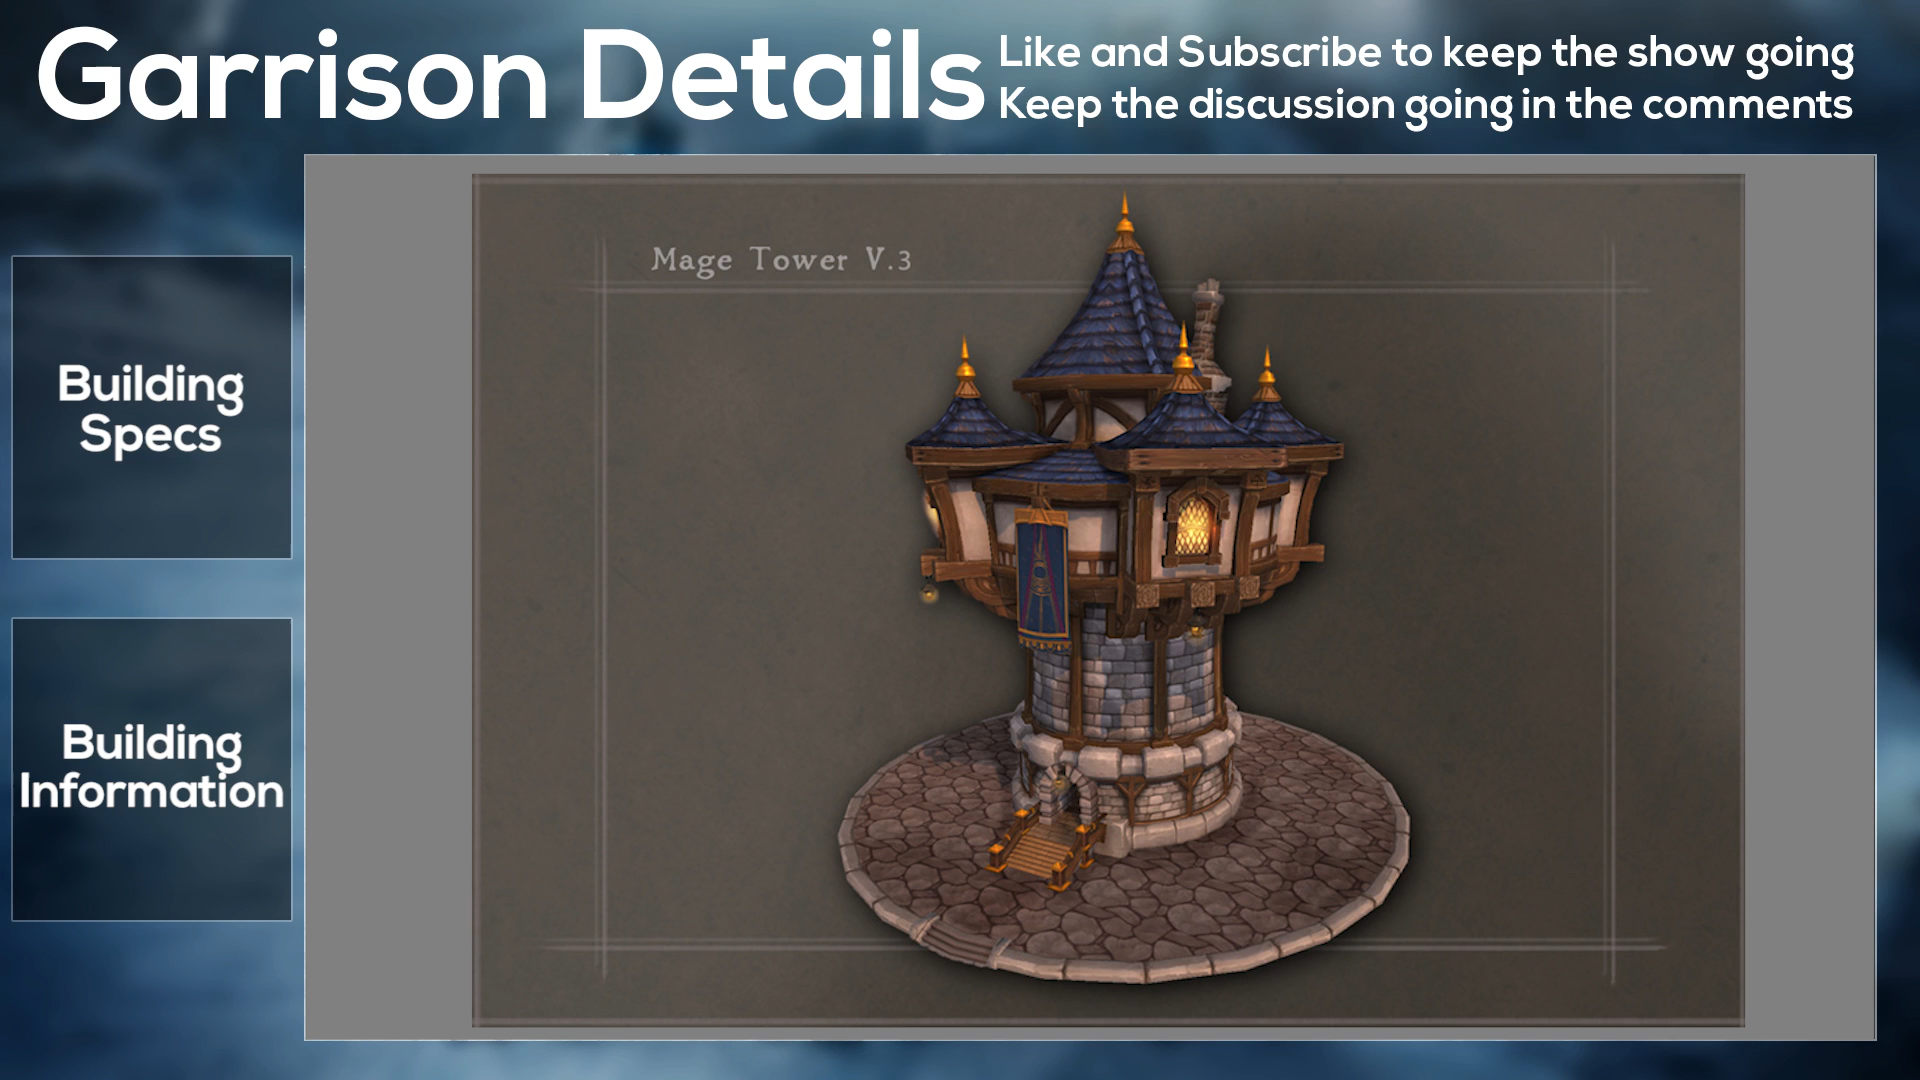 Garrison Details
Like and Subscribe to keep the show going
Keep the discussion going in the comments
Mage Tower V.3
Building
Specs
Building
Information